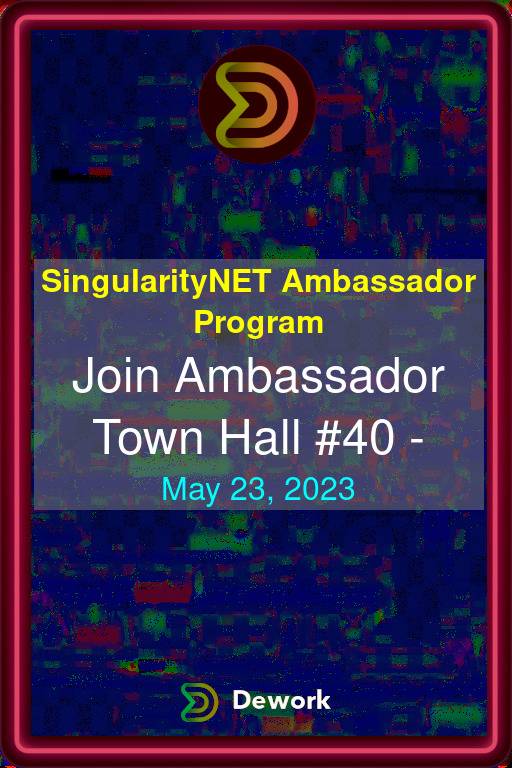 SingularityNET Ambassador
Program
Join Ambassador
Town Hall #40 -
May 23, 2023
Dework